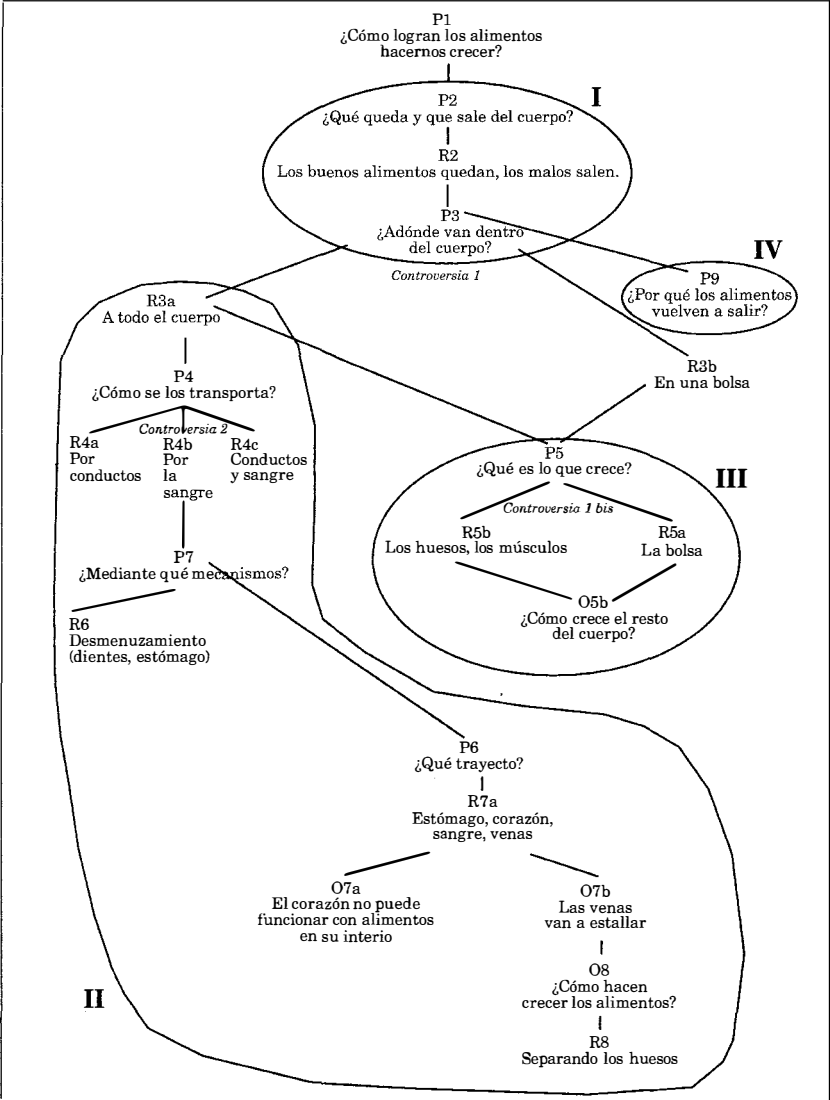 P1
¿Cómo logran los alimentos
hacernos crecer?
I
P2
¿Qué queda y que sale del cuerpo?
R2
Los buenos alimentos quedan, los malos salen.
P3
¿Adónde van dentro
del cuerpo?
Controversia 1
IV
P9
¿Por qué los alimentos
vuelven a salir?
R3a
A todo el cuerpo
R3b
En una bolsa
P4
¿Cómo se los transporta?
Controversia 2
R4a
Por
conductos
R4b
Por
la
sangre
R4c
Conductos
y sangre
P5
¿Qué es lo que crece?
III
Controversia 1 bis
R5b
Los huesos, los músculos
R5a
La bolsa
O5b
¿Cómo crece el resto
del cuerpo?
P7
¿Mediante qué mecanismos?
R6
Desmenuzamiento
(dientes, estómago)
P6
¿Qué trayecto?
R7a
Estómago, corazón,
sangre, venas
O7a
El corazón no puede
funcionar con alimentos
en su interio
O7b
Las venas
van a estallar
O8
¿Cómo hacen
crecer los alimentos?
R8
Separando los huesos
II